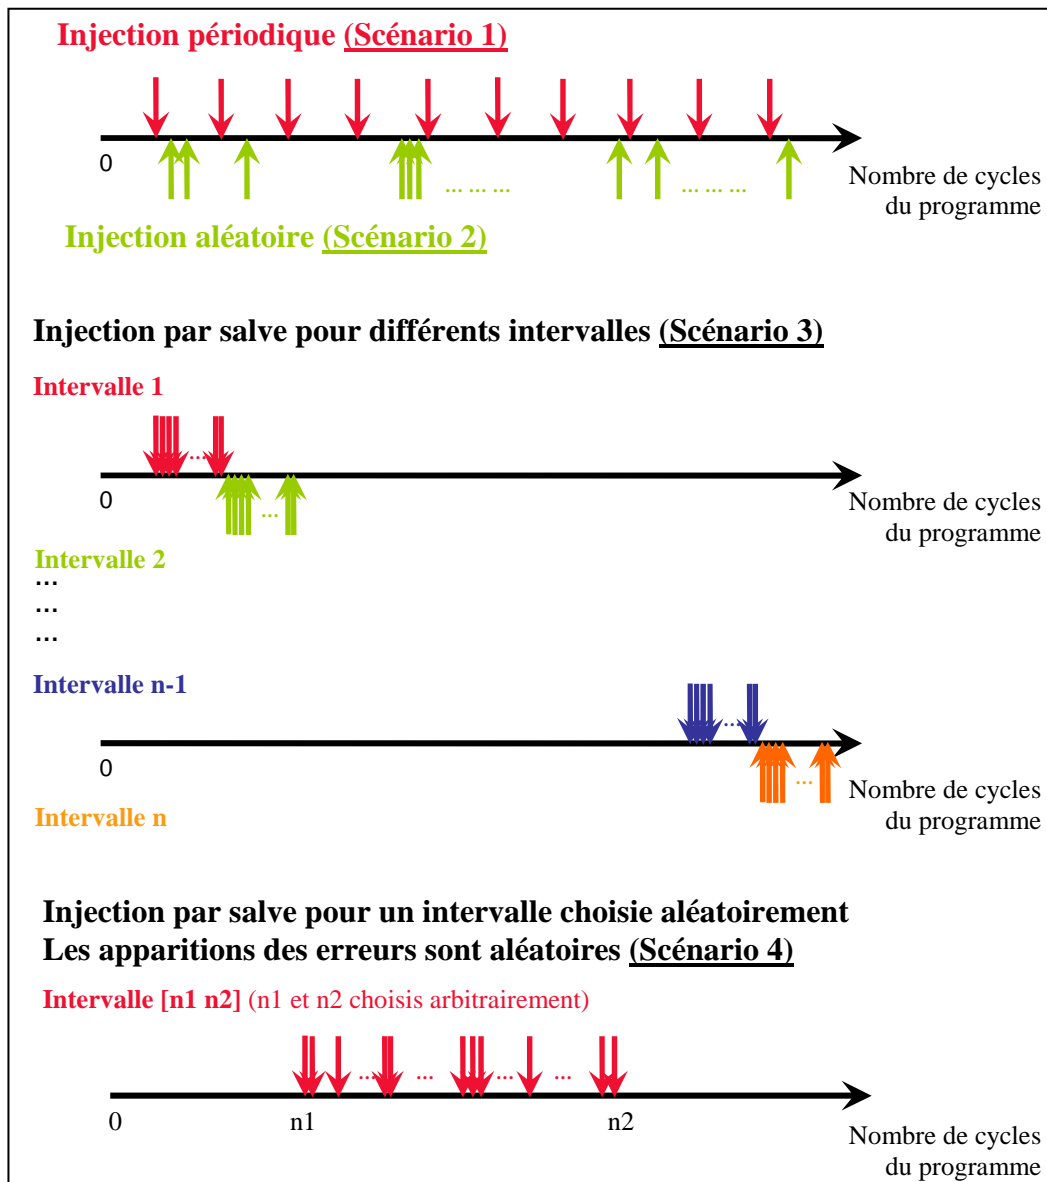 Injection périodique (Scénario 1)
0
... ... ...
... ... ...
Nombre de cycles
du programme
Injection aléatoire (Scénario 2)
Injection par salve pour différents intervalles (Scénario 3)
Intervalle 1
...
0
...
Nombre de cycles
du programme
Intervalle 2
...
...
...
Intervalle n-1
...
0
...
Nombre de cycles
du programme
Intervalle n
Injection par salve pour un intervalle choisie aléatoirement
Les apparitions des erreurs sont aléatoires (Scénario 4)
Intervalle [n1 n2] (n1 et n2 choisis arbitrairement)
... ... ... ...
0 n1 n2
Nombre de cycles
du programme